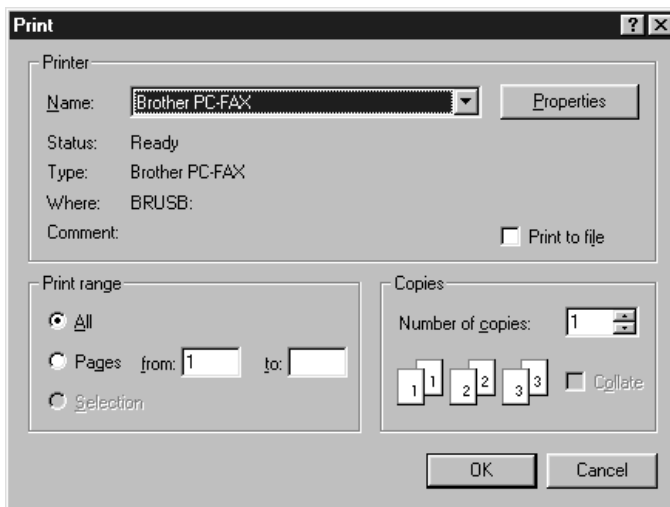 Print
Printer
Name: Brother PC-FAX Properties
Status: Ready
Type: Brother PC-FAX
Where: BRUSB:
Comment: Print to file
Print range
All
Pages from: 1 to:
Selection
Copies
Number of copies: 1
1 1 2 2 3 3 Collate
OK Cancel